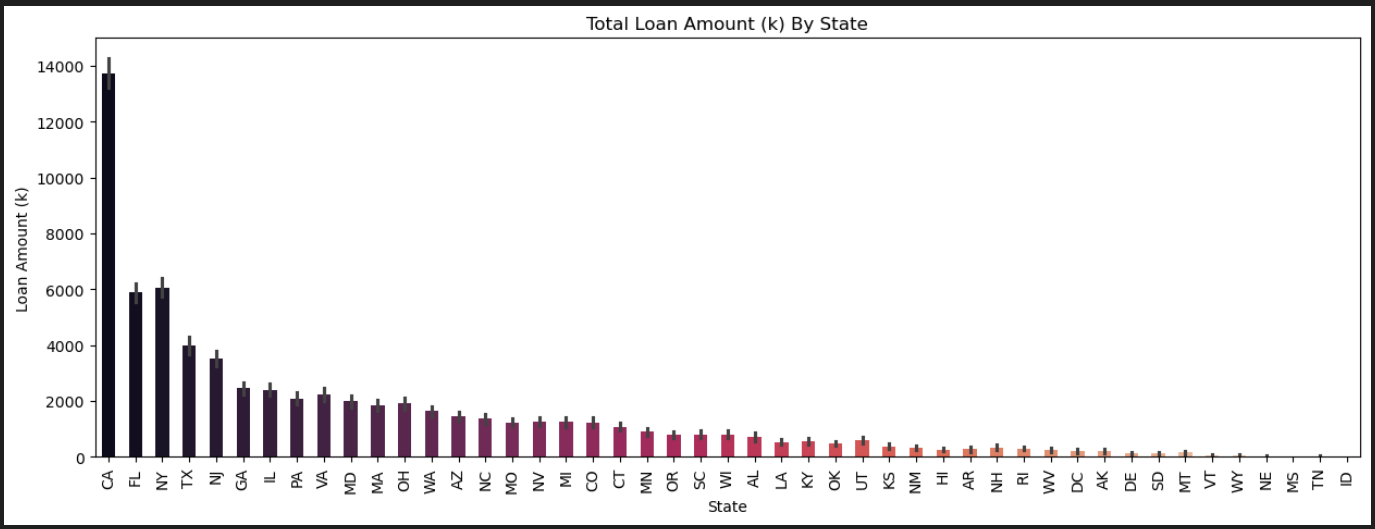 Total Loan Amount (k) By State
Loan Amount (k)
14000
12000
10000
8000
6000
4000
2000
0
CA FL NY TX NJ GA IL PA VA MD MA OH WA AZ NC MO NV MI CO CT MN OR SC WI AL LA KY OK UT KS NM HI AR NH RI WV DC AK DE SD MT VT WY NE MS TN ID
State